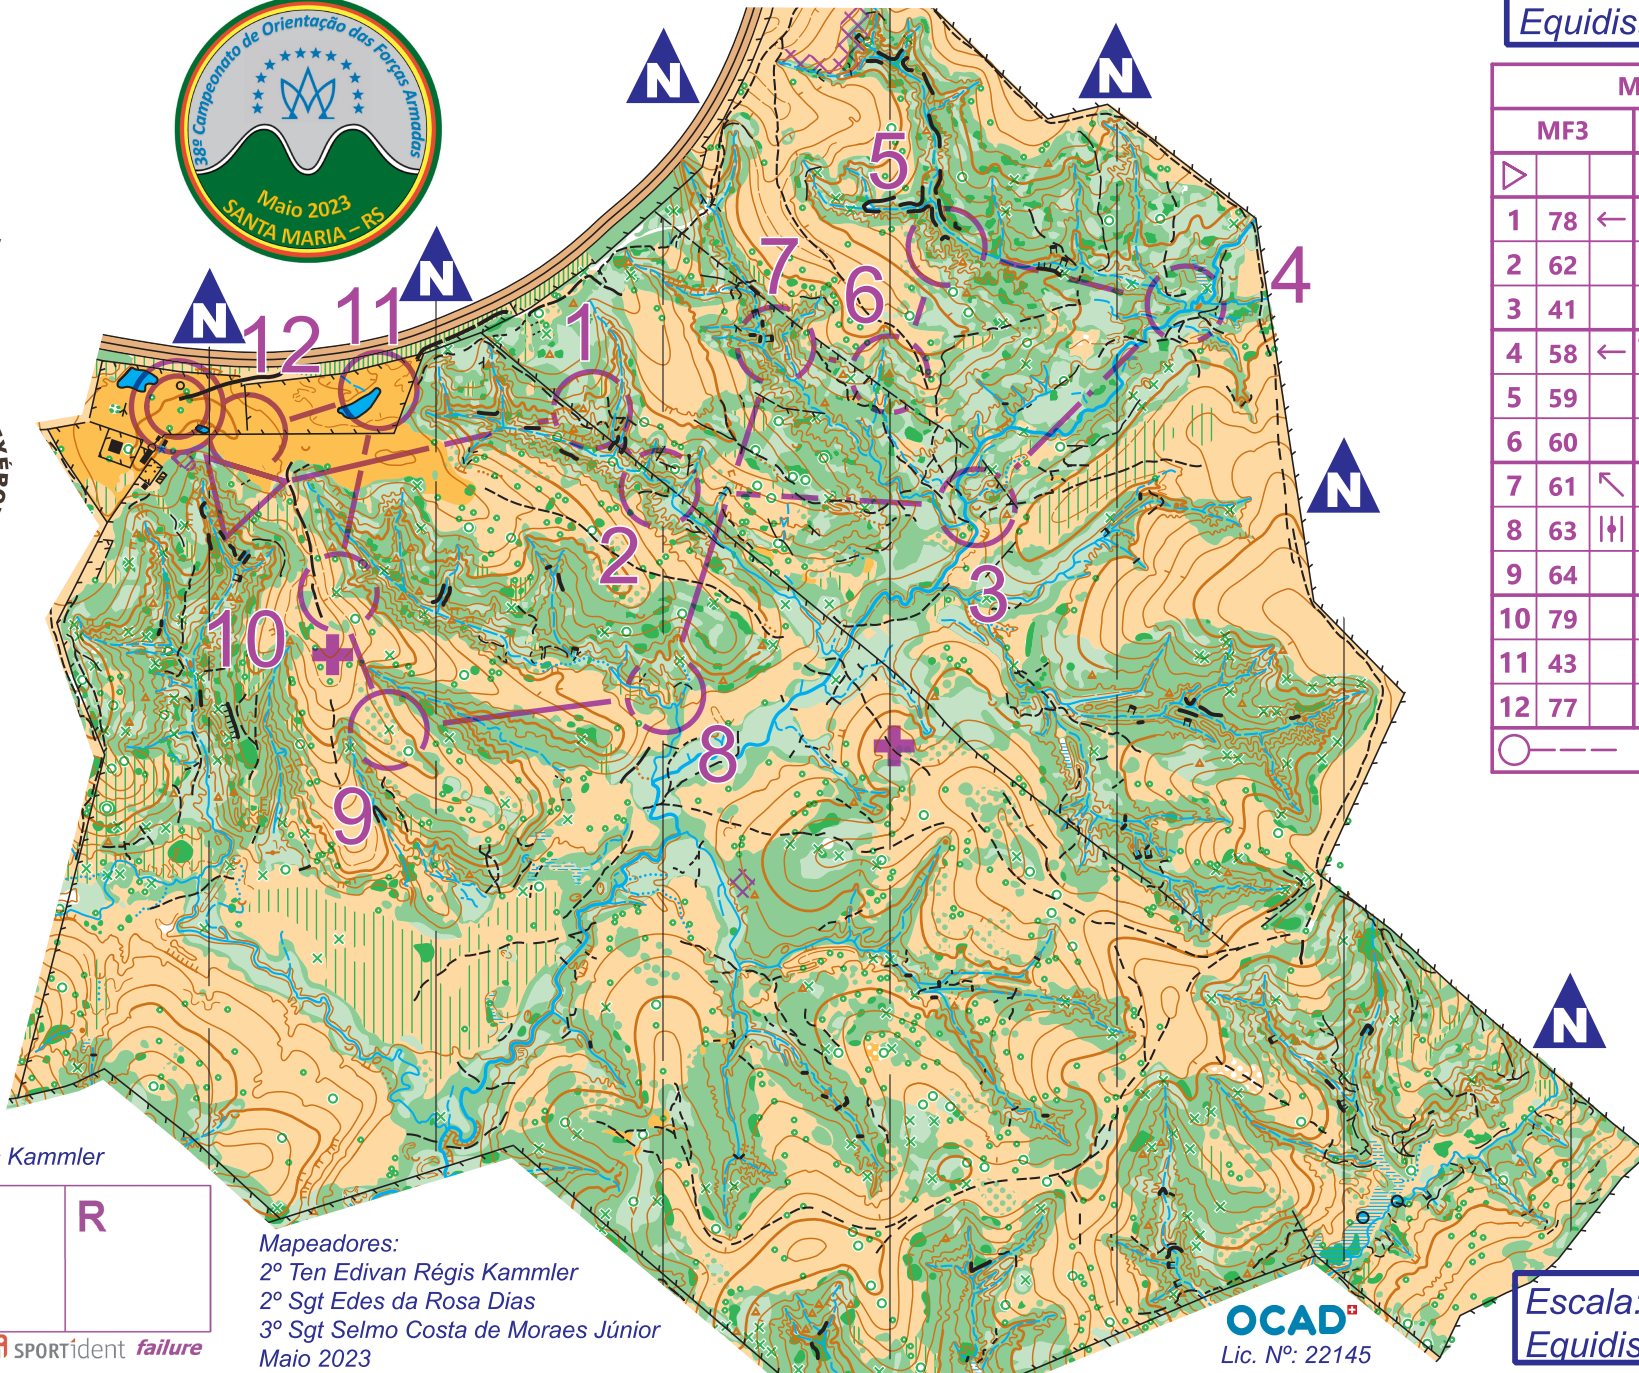 Equidis
38º Campeonato de Orientação das Forças Armadas
Maio 2023
SANTA MARIA – RS
N
N
N
N
N
N
5
7
6
4
11
12
1
2
3
10
8
9
M
MF3
1 78 ←
2 62
3 41
4 58 ←
5 59
6 60
7 61 ↖
8 63
9 64
10 79
11 43
12 77
Kammler
R
SPORTident failure
Mapeadores:
2º Ten Edivan Régis Kammler
2º Sgt Edes da Rosa Dias
3º Sgt Selmo Costa de Moraes Júnior
Maio 2023
OCAD
Lic. Nº: 22145
Escala:
Equidis